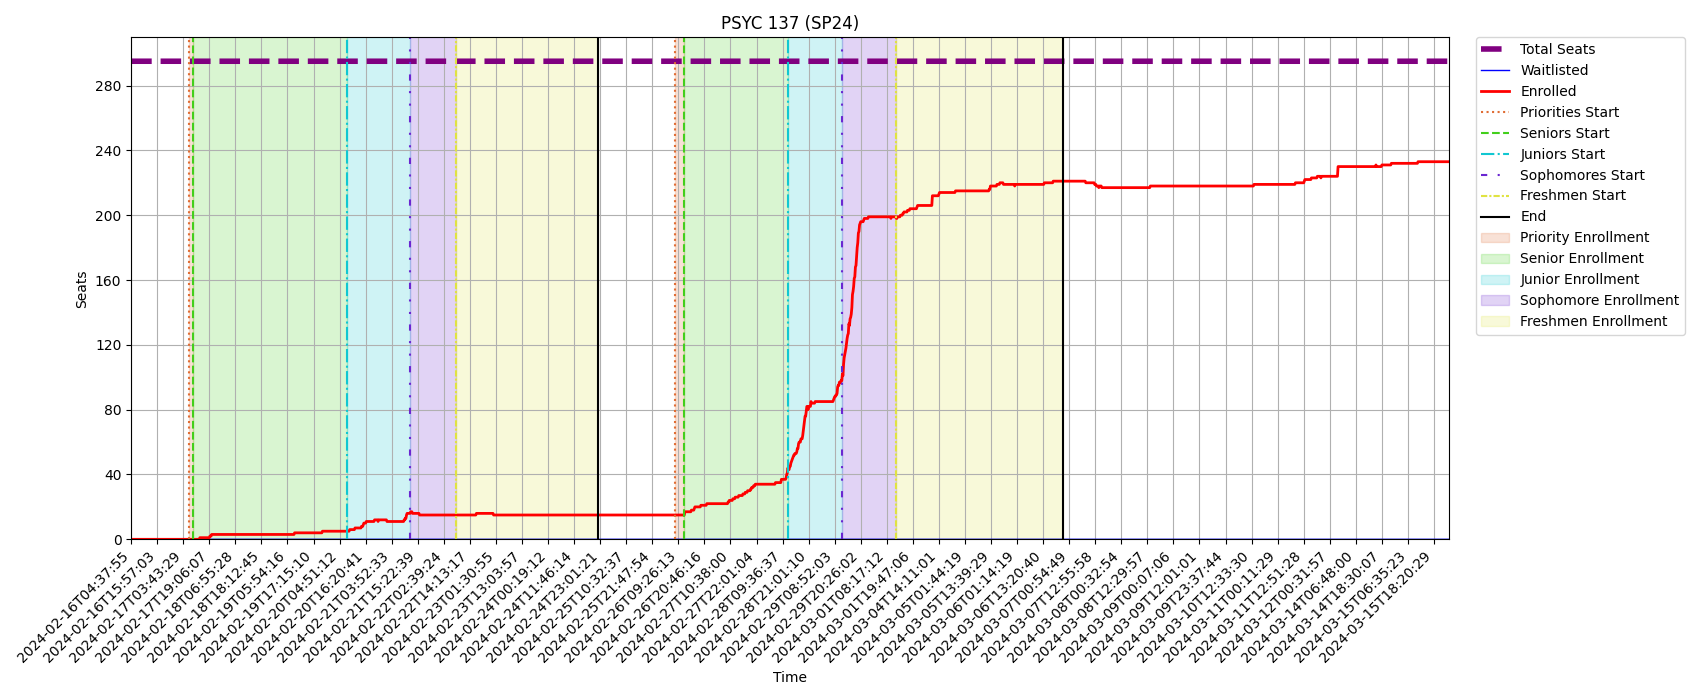 PSYC 137 (SP24)
Seats
280
240
200
160
120
80
40
0
2024-02-16T04:37:55
2024-02-16T15:57:03
2024-02-17T03:43:29
2024-02-17T19:06:07
2024-02-18T06:55:28
2024-02-18T18:12:45
2024-02-19T05:54:16
2024-02-19T17:15:10
2024-02-20T04:51:12
2024-02-20T16:20:41
2024-02-21T03:52:33
2024-02-21T15:22:39
2024-02-22T02:39:24
2024-02-22T14:13:17
2024-02-23T01:30:55
2024-02-23T13:03:57
2024-02-24T00:19:12
2024-02-24T11:46:14
2024-02-24T23:01:21
2024-02-25T10:32:37
2024-02-25T21:47:54
2024-02-26T09:26:13
2024-02-26T20:46:16
2024-02-27T10:38:00
2024-02-27T22:01:04
2024-02-28T09:36:37
2024-02-28T21:01:10
2024-02-29T08:52:03
2024-02-29T20:26:02
2024-03-01T08:17:12
2024-03-01T19:47:06
2024-03-04T14:11:01
2024-03-05T01:44:19
2024-03-05T13:39:29
2024-03-06T01:14:19
2024-03-06T13:20:40
2024-03-07T00:54:49
2024-03-07T12:55:58
2024-03-08T00:32:54
2024-03-08T12:29:57
2024-03-09T00:07:06
2024-03-09T12:01:01
2024-03-09T23:37:44
2024-03-10T12:33:30
2024-03-11T00:11:29
2024-03-11T12:51:28
2024-03-12T00:31:57
2024-03-14T06:48:00
2024-03-14T18:30:07
2024-03-15T06:35:23
2024-03-15T18:20:29
Time
Total Seats
Waitlisted
Enrolled
Priorities Start
Seniors Start
Juniors Start
Sophomores Start
Freshmen Start
End
Priority Enrollment
Senior Enrollment
Junior Enrollment
Sophomore Enrollment
Freshmen Enrollment